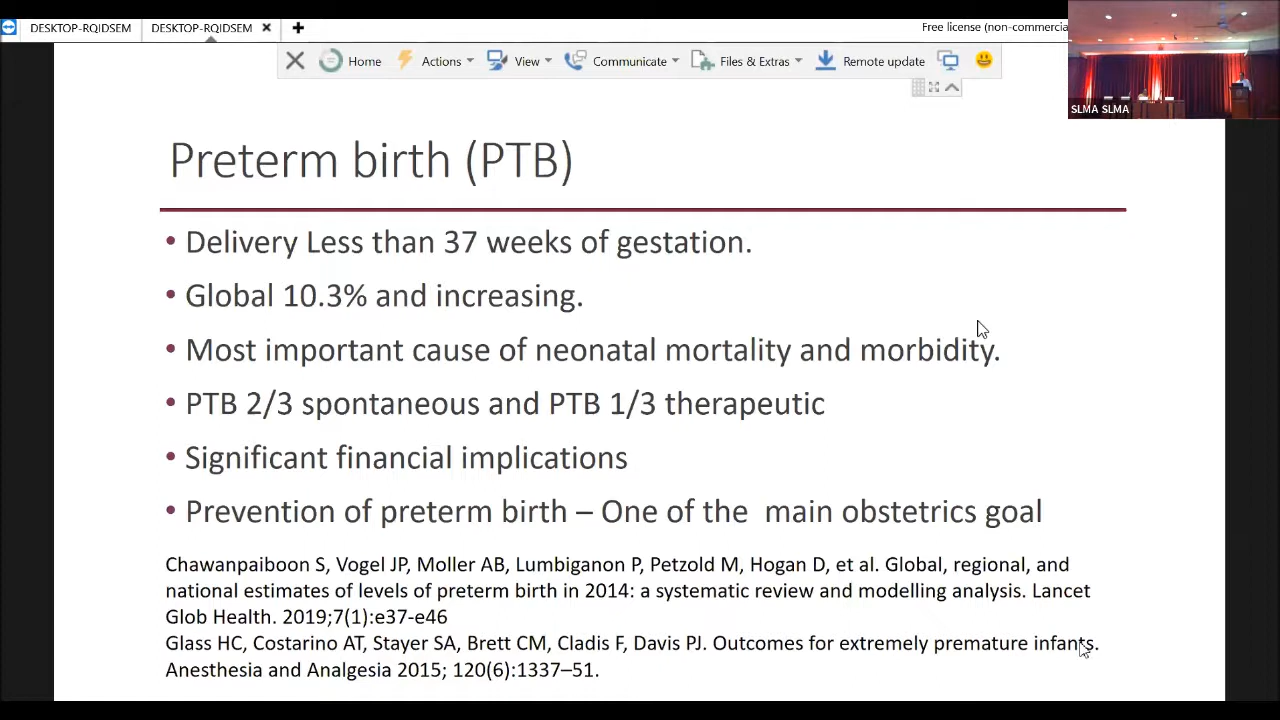 DESKTOP-RQIDSEM
DESKTOP-RQIDSEM
Free license (non-commercia
Home
Actions
View
Communicate
Files & Extras
Remote update
SLMA SLMA
Preterm birth (PTB)
• Delivery Less than 37 weeks of gestation.
• Global 10.3% and increasing.
• Most important cause of neonatal mortality and morbidity.
• PTB 2/3 spontaneous and PTB 1/3 therapeutic
• Significant financial implications
• Prevention of preterm birth – One of the main obstetrics goal
Chawanpaiboon S, Vogel JP, Moller AB, Lumbiganon P, Petzold M, Hogan D, et al. Global, regional, and
national estimates of levels of preterm birth in 2014: a systematic review and modelling analysis. Lancet
Glob Health. 2019;7(1):e37-e46
Glass HC, Costarino AT, Stayer SA, Brett CM, Cladis F, Davis PJ. Outcomes for extremely premature infants.
Anesthesia and Analgesia 2015; 120(6):1337–51.